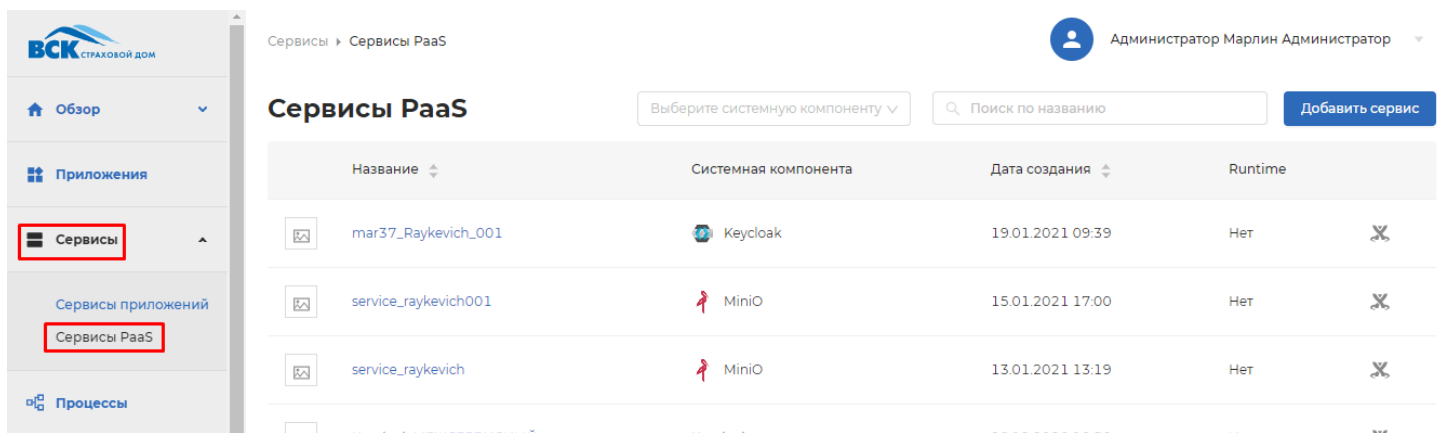 ВСК СТРАХОВОЙ ДОМ
Сервисы ▸ Сервисы PaaS
Администратор Марлин Администратор
Обзор
Сервисы PaaS
Выберите системную компоненту
Поиск по названию
Добавить сервис
Приложения
Название
Системная компонента
Дата создания
Runtime
Сервисы
mar37_Raykevich_001 Keycloak 19.01.2021 09:39 Нет
Сервисы приложений
service_raykevich001 MiniO 15.01.2021 17:00 Нет
Сервисы PaaS
service_raykevich MiniO 13.01.2021 13:19 Нет
Процессы